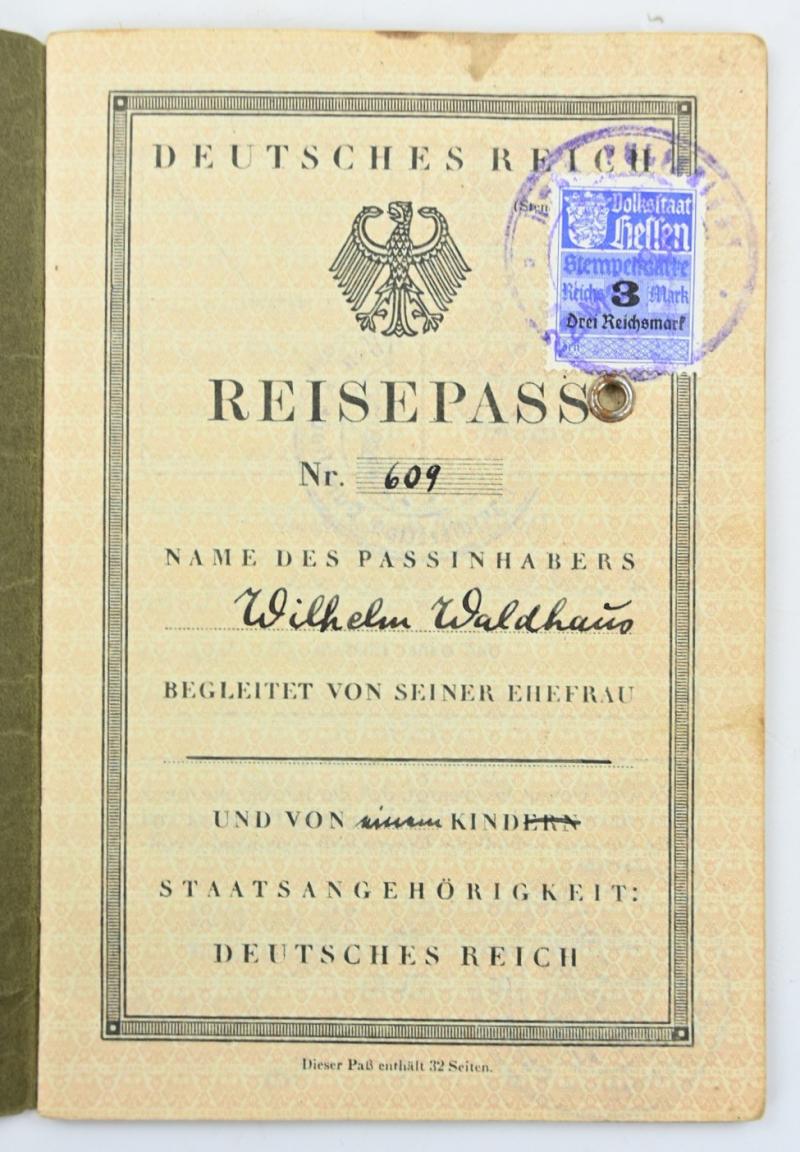 DEUTSCHES REICH
Volksstaat
Hessen
Stempelmarke
Reichs 3 Mark
Drei Reichsmark
REISEPASS
Nr. 609
NAME DES PASSINHABERS
Wilhelm Waldhaus
BEGLEITET VON SEINER EHEFRAU
UND VON einem KINDERN
STAATSANGEHÖRIGKEIT:
DEUTSCHES REICH
Dieser Paß enthält 32 Seiten.